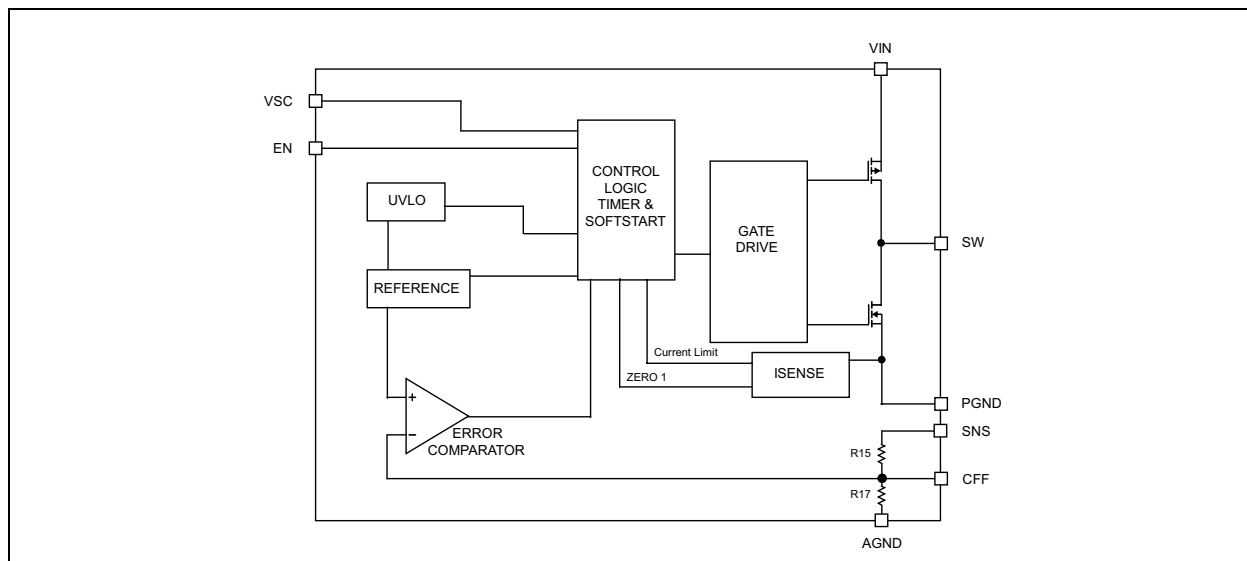 VIN
VSC
EN
CONTROL
LOGIC
TIMER &
SOFTSTART
UVLO
GATE
DRIVE
SW
REFERENCE
Current Limit
ISENSE
ZERO 1
+
−
ERROR
COMPARATOR
PGND
SNS
R15
CFF
R17
AGND